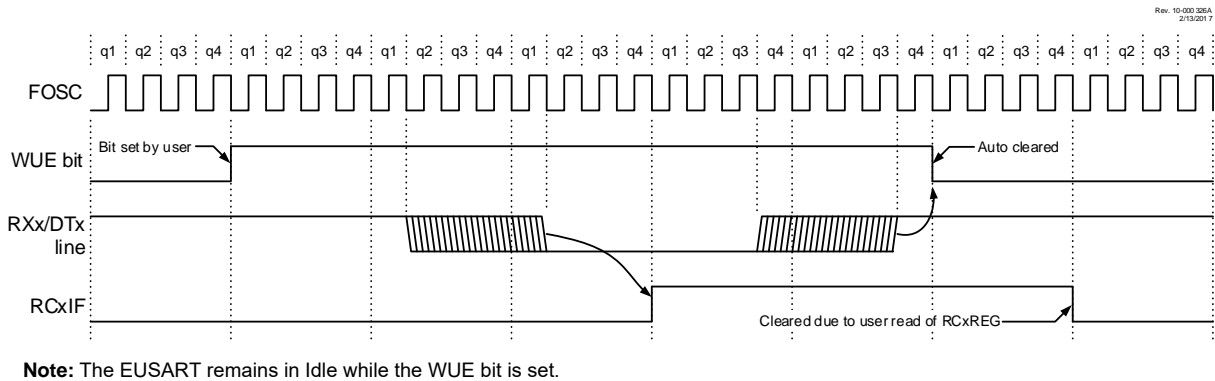 Rev. 10-000 326A
2/13/201 7
q1 q2 q3 q4 q1 q2 q3 q4 q1 q2 q3 q4 q1 q2 q3 q4 q1 q2 q3 q4 q1 q2 q3 q4 q1 q2 q3 q4 q1 q2 q3 q4
FOSC
WUE bit
Bit set by user
Auto cleared
RXx/DTx
line
RCxIF
Cleared due to user read of RCxREG
Note: The EUSART remains in Idle while the WUE bit is set.